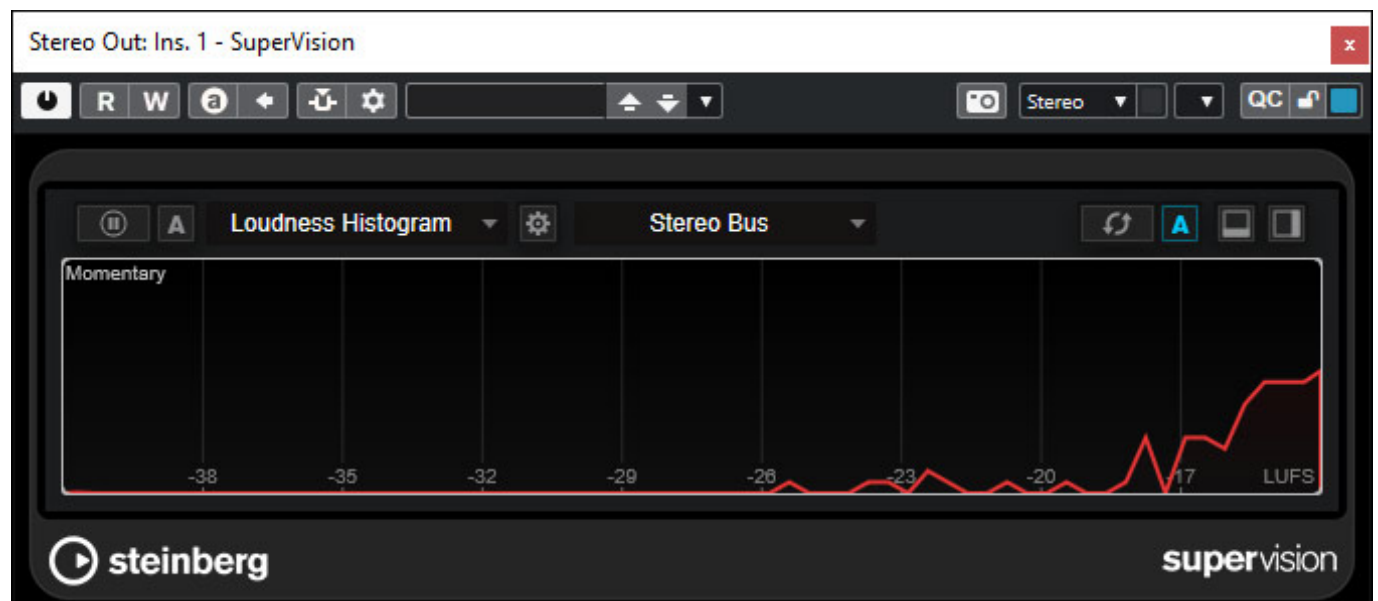 Stereo Out: Ins. 1 - SuperVision
x
R W a Stereo QC
A Loudness Histogram Stereo Bus A
Momentary
-38 -35 -32 -29 -26 -23 -20 -17 LUFS
steinberg supervision